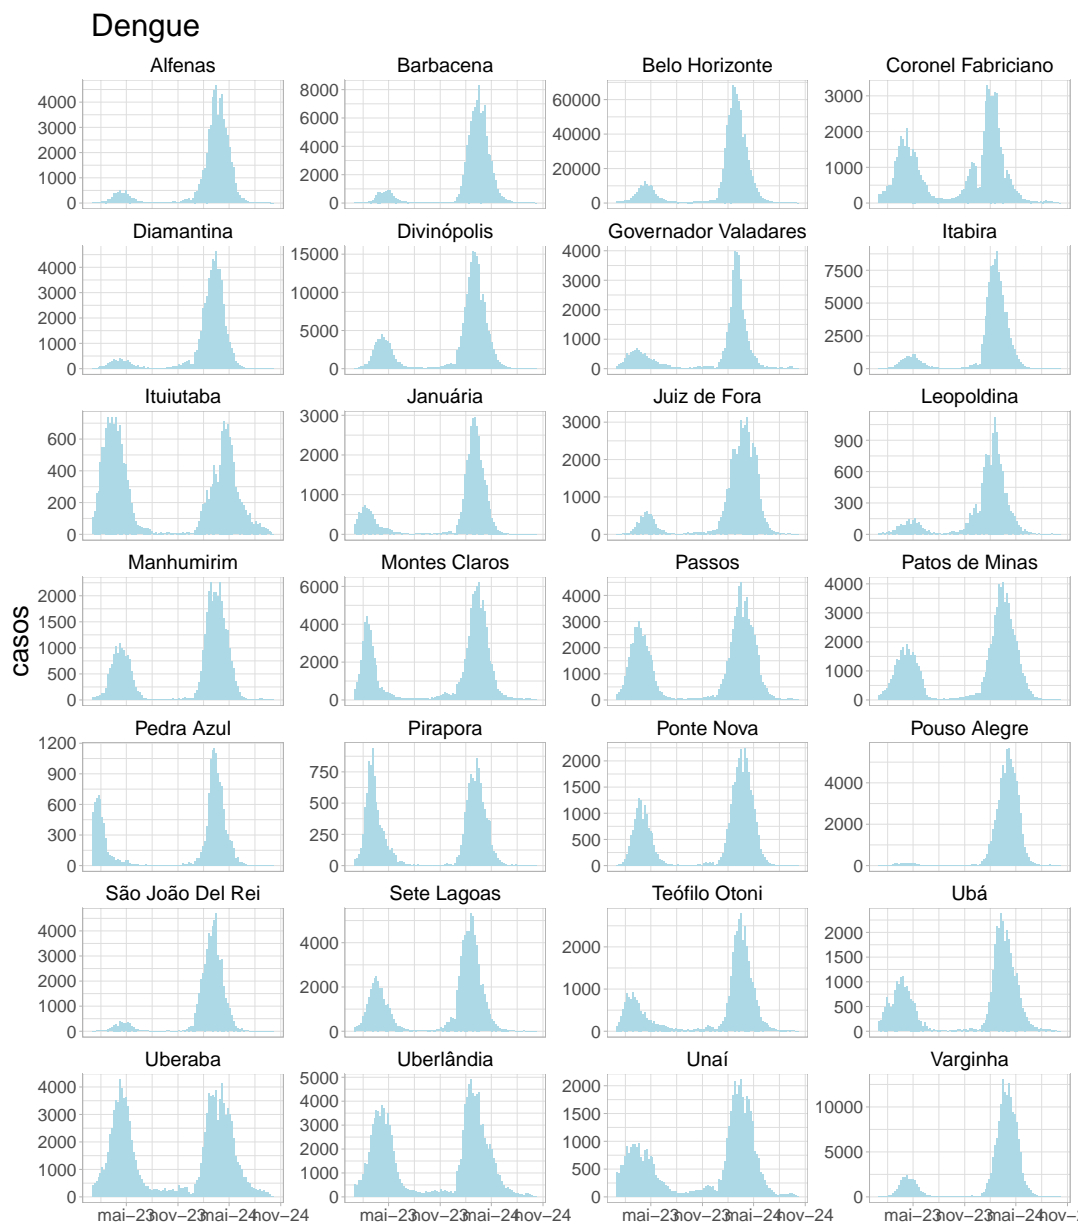 Dengue
Alfenas Barbacena Belo Horizonte Coronel Fabriciano
4000 3000 2000 1000 0
8000 6000 4000 2000 0
60000 40000 20000 0
3000 2000 1000 0
Diamantina Divinópolis Governador Valadares Itabira
4000 3000 2000 1000 0
15000 10000 5000 0
4000 3000 2000 1000 0
7500 5000 2500 0
Ituiutaba Januária Juiz de Fora Leopoldina
600 400 200 0
3000 2000 1000 0
3000 2000 1000 0
900 600 300 0
Manhumirim Montes Claros Passos Patos de Minas
2000 1500 1000 500 0
6000 4000 2000 0
4000 3000 2000 1000 0
4000 3000 2000 1000 0
casos
Pedra Azul Pirapora Ponte Nova Pouso Alegre
1200 900 600 300 0
750 500 250 0
2000 1500 1000 500 0
4000 2000 0
São João Del Rei Sete Lagoas Teófilo Otoni Ubá
4000 3000 2000 1000 0
4000 2000 0
2000 1000 0
2000 1500 1000 500 0
Uberaba Uberlândia Unaí Varginha
4000 3000 2000 1000 0
5000 4000 3000 2000 1000 0
2000 1500 1000 500 0
10000 5000 0
mai–23 nov–23 mai–24 nov–24 mai–23 nov–23 mai–24 nov–24 mai–23 nov–23 mai–24 nov–24 mai–23 nov–23 mai–24 nov–2